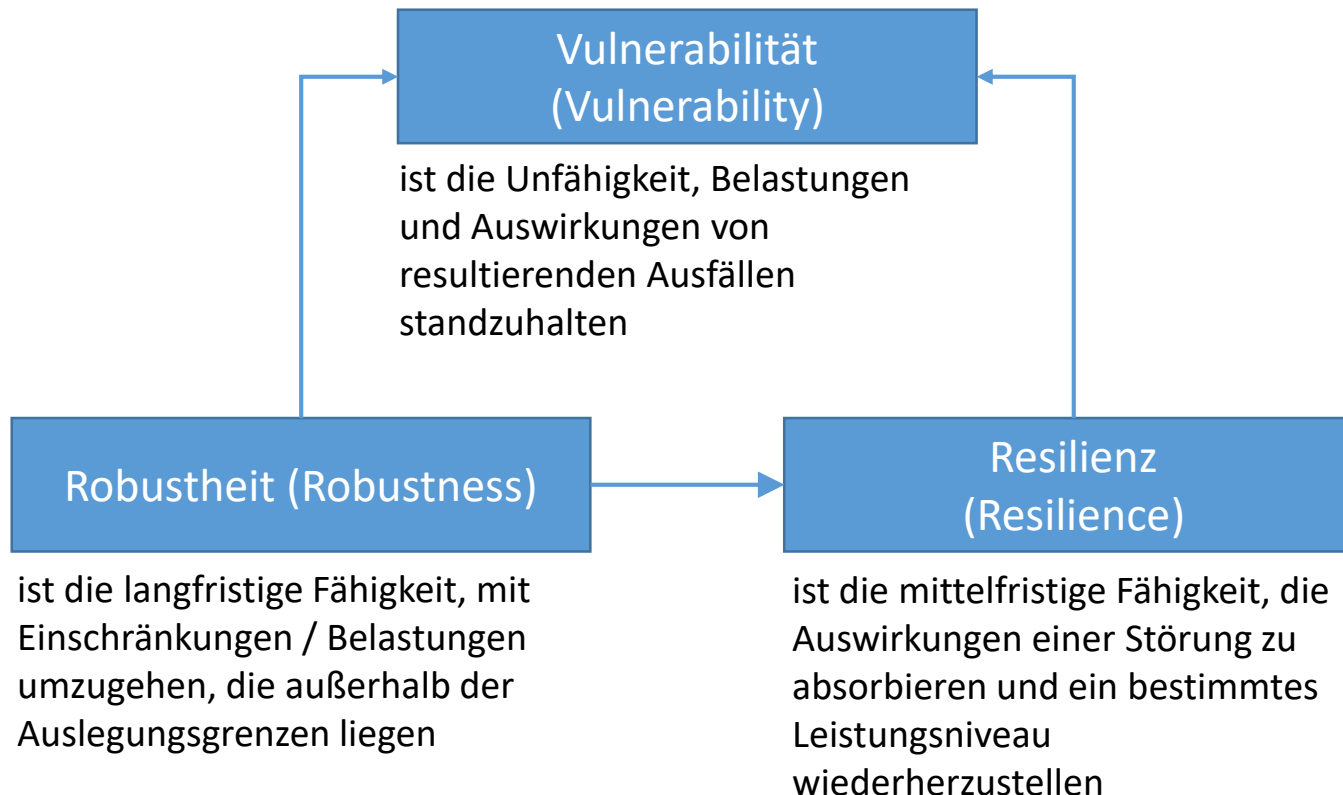 Vulnerabilität
(Vulnerability)
ist die Unfähigkeit, Belastungen
und Auswirkungen von
resultierenden Ausfällen
standzuhalten
Robustheit (Robustness)
ist die langfristige Fähigkeit, mit
Einschränkungen / Belastungen
umzugehen, die außerhalb der
Auslegungsgrenzen liegen
Resilienz
(Resilience)
ist die mittelfristige Fähigkeit, die
Auswirkungen einer Störung zu
absorbieren und ein bestimmtes
Leistungsniveau
wiederherzustellen